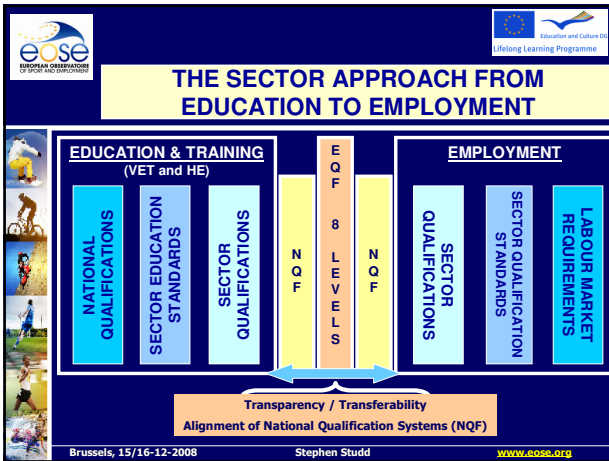 eose
EUROPEAN OBSERVATOIRE
OF SPORT AND EMPLOYMENT
Education and Culture DG
Lifelong Learning Programme
THE SECTOR APPROACH FROM
EDUCATION TO EMPLOYMENT
EDUCATION & TRAINING
(VET and HE)
NATIONAL
QUALIFICATIONS
SECTOR EDUCATION
STANDARDS
SECTOR
QUALIFICATIONS
NQF
EQF 8 LEVELS
NQF
EMPLOYMENT
SECTOR
QUALIFICATIONS
SECTOR QUALIFICATION
STANDARDS
LABOUR MARKET
REQUIREMENTS
Transparency / Transferability
Alignment of National Qualification Systems (NQF)
Brussels, 15/16-12-2008 Stephen Studd www.eose.org